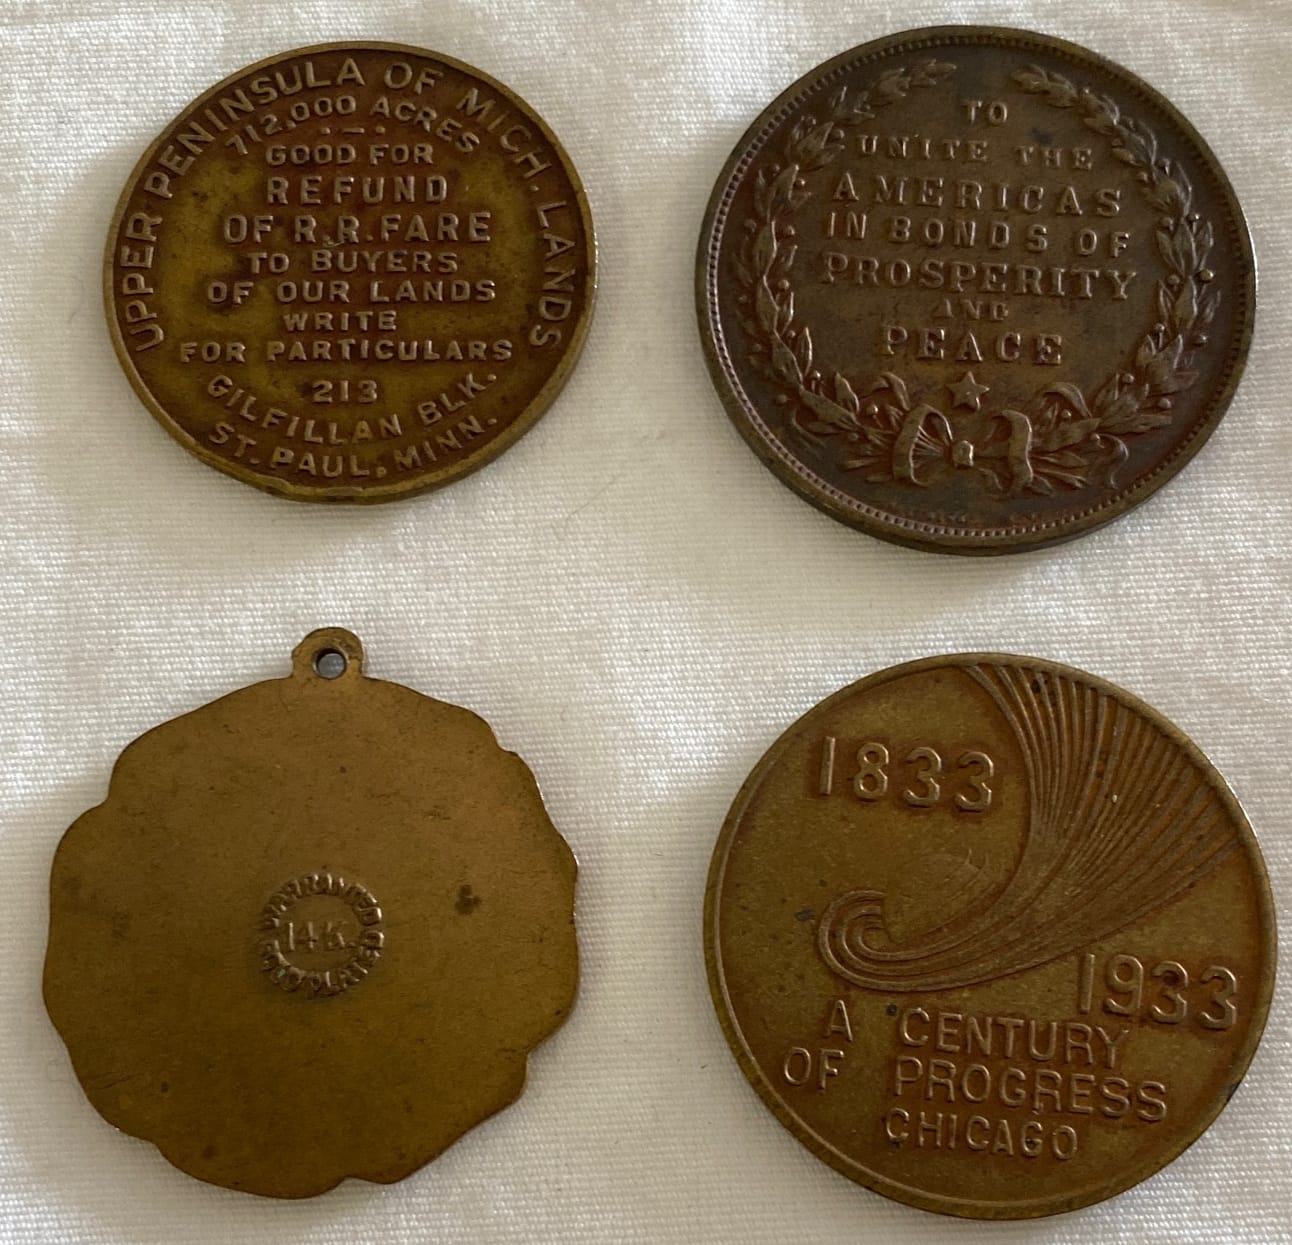 UPPER PENINSULA OF MICH. LANDS
712,000 ACRES
GOOD FOR
REFUND
OF R.R. FARE
TO BUYERS
OF OUR LANDS
WRITE
FOR PARTICULARS
213
GILFILLAN BLK.
ST. PAUL, MINN.
TO
UNITE THE
AMERICAS
IN BONDS OF
PROSPERITY
AND
PEACE
WARRANTED
14K.
PLATE
1833
1933
A CENTURY
OF PROGRESS
CHICAGO